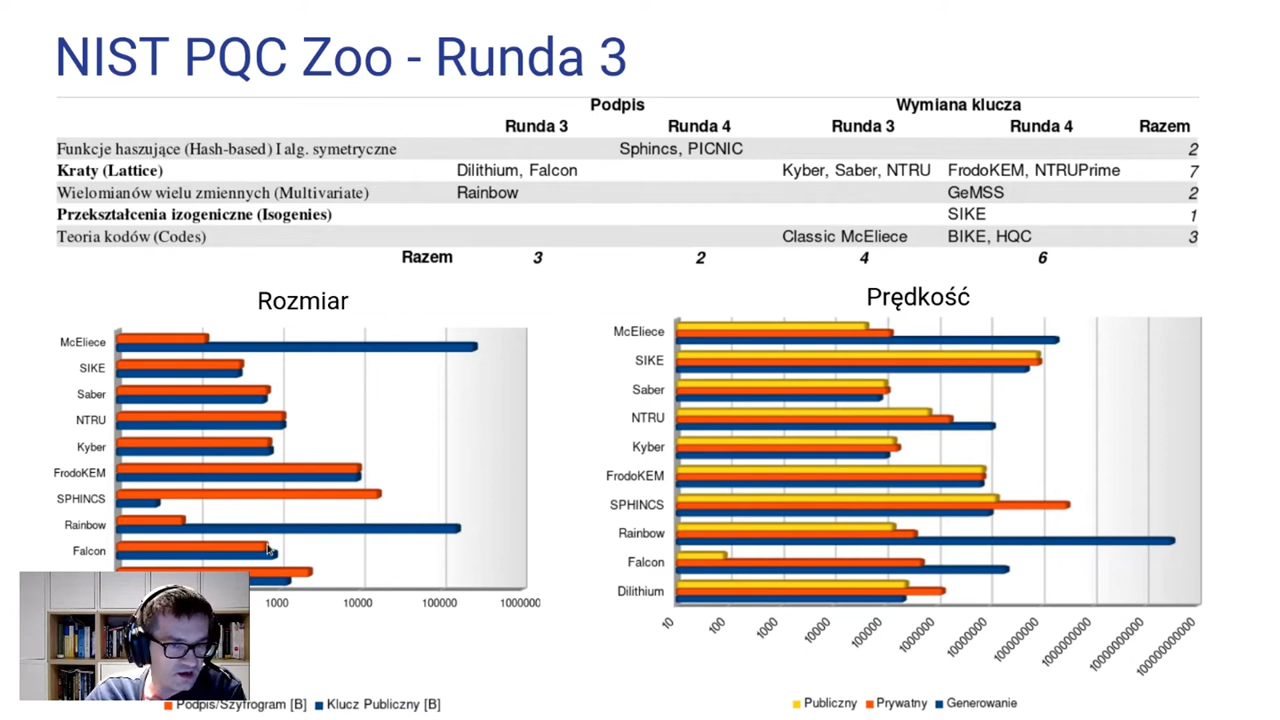 NIST PQC Zoo - Runda 3
Podpis Wymiana klucza
Runda 3 Runda 4 Runda 3 Runda 4 Razem
Funkcje haszujące (Hash-based) I alg. symetryczne Sphincs, PICNIC 2
Kraty (Lattice) Dilithium, Falcon Kyber, Saber, NTRU FrodoKEM, NTRUPrime 7
Wielomianów wielu zmiennych (Multivariate) Rainbow GeMSS 2
Przekształcenia izogeniczne (Isogenies) SIKE 1
Teoria kodów (Codes) Classic McEliece BIKE, HQC 3
Razem 3 2 4 6
Rozmiar
McEliece
SIKE
Saber
NTRU
Kyber
FrodoKEM
SPHINCS
Rainbow
Falcon
1000 10000 100000 1000000
Podpis/Szyfrogram [B] Klucz Publiczny [B]
Prędkość
McEliece
SIKE
Saber
NTRU
Kyber
FrodoKEM
SPHINCS
Rainbow
Falcon
Dilithium
10 100 1000 10000 100000 1000000 10000000 100000000 1000000000 10000000000 100000000000
Publiczny Prywatny Generowanie